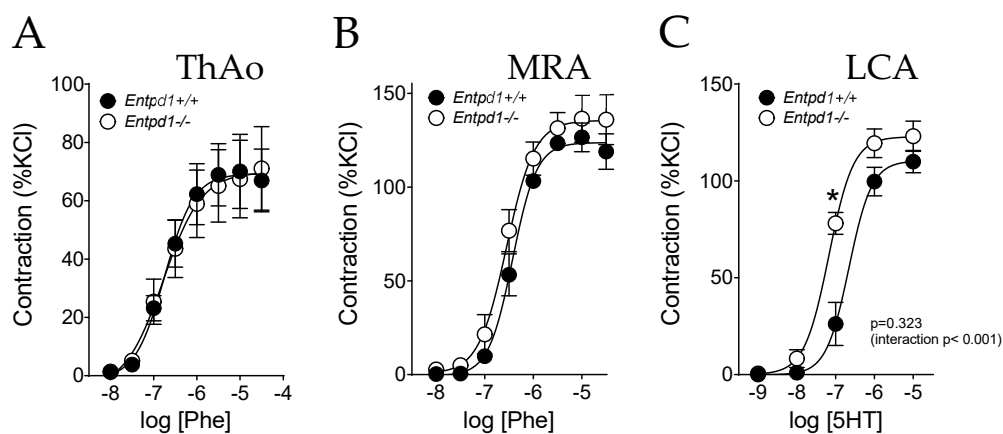 A
ThAo
100
80
60
40
20
0
Contraction (%KCl)
Entpd1+/+
Entpd1-/-
-8
-7
-6
-5
-4
log [Phe]
B
MRA
150
100
50
0
Contraction (%KCl)
Entpd1+/+
Entpd1-/-
-8
-7
-6
-5
log [Phe]
C
LCA
150
100
50
0
Contraction (%KCl)
Entpd1+/+
Entpd1-/-
*
p=0.323
(interaction p< 0.001)
-9
-8
-7
-6
-5
log [5HT]